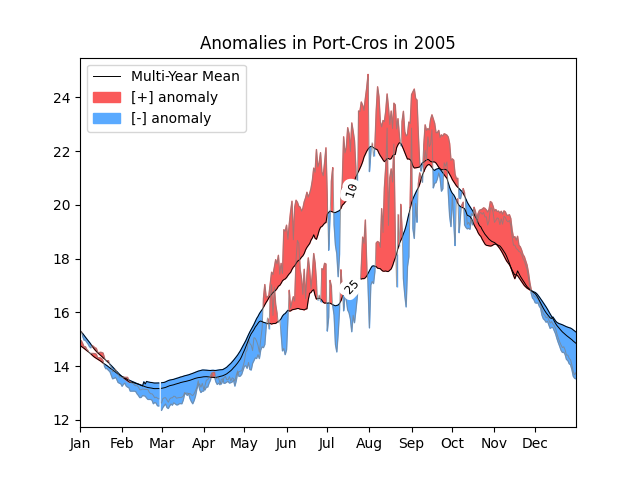 Anomalies in Port-Cros in 2005
Multi-Year Mean
[+] anomaly
[-] anomaly
24
22
20
18
16
14
12
10
25
Jan Feb Mar Apr May Jun Jul Aug Sep Oct Nov Dec